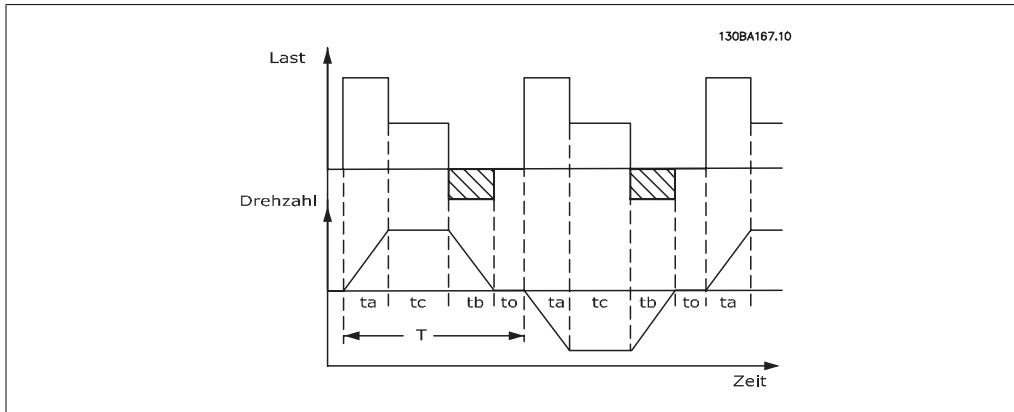 130BA167.10
Last
Drehzahl
ta tc tb to ta tc tb to ta
T
Zeit